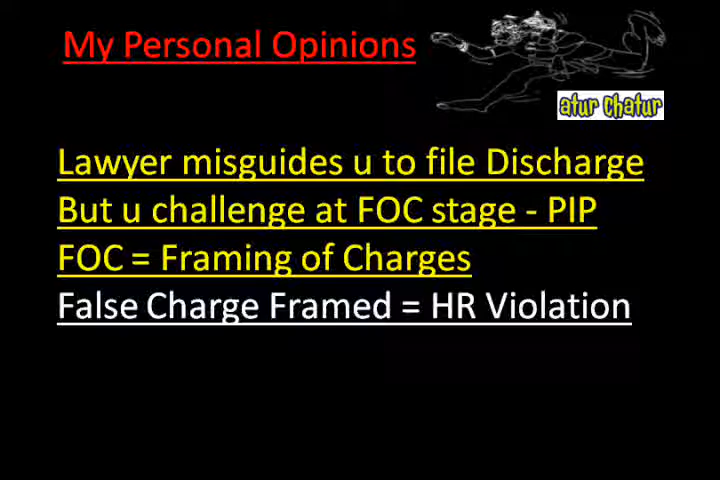 My Personal Opinions
atur chatur
Lawyer misguides u to file Discharge
But u challenge at FOC stage - PIP
FOC = Framing of Charges
False Charge Framed = HR Violation